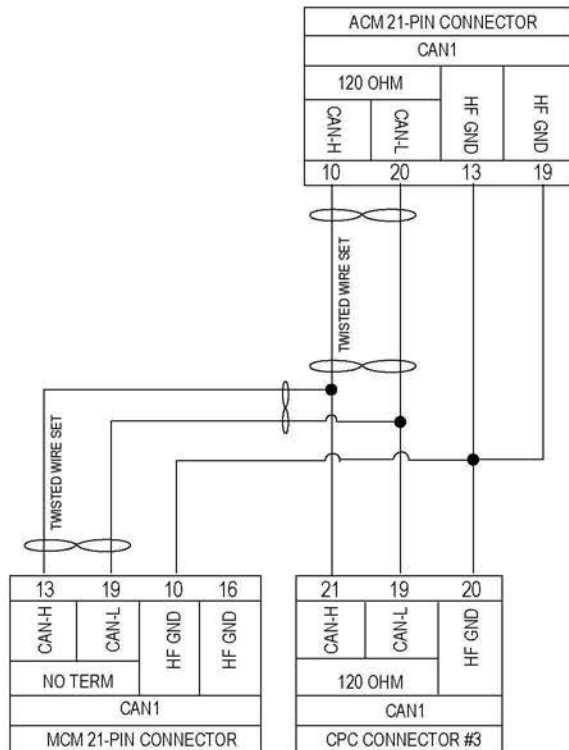 ACM 21-PIN CONNECTOR
CAN1
120 OHM
CAN-H
CAN-L
HF GND
HF GND
10 20 13 19
TWISTED WIRE SET
TWISTED WIRE SET
13 19 10 16
CAN-H
CAN-L
HF GND
HF GND
NO TERM
CAN1
MCM 21-PIN CONNECTOR
21 19 20
CAN-H
CAN-L
HF GND
120 OHM
CAN1
CPC CONNECTOR #3